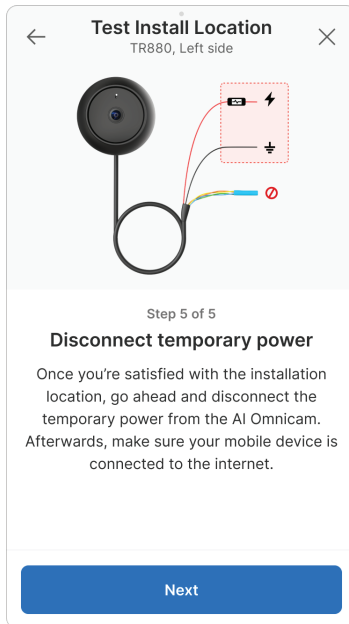 Test Install Location
TR880, Left side
Step 5 of 5
Disconnect temporary power
Once you’re satisfied with the installation
location, go ahead and disconnect the
temporary power from the AI Omnicam.
Afterwards, make sure your mobile device is
connected to the internet.
Next